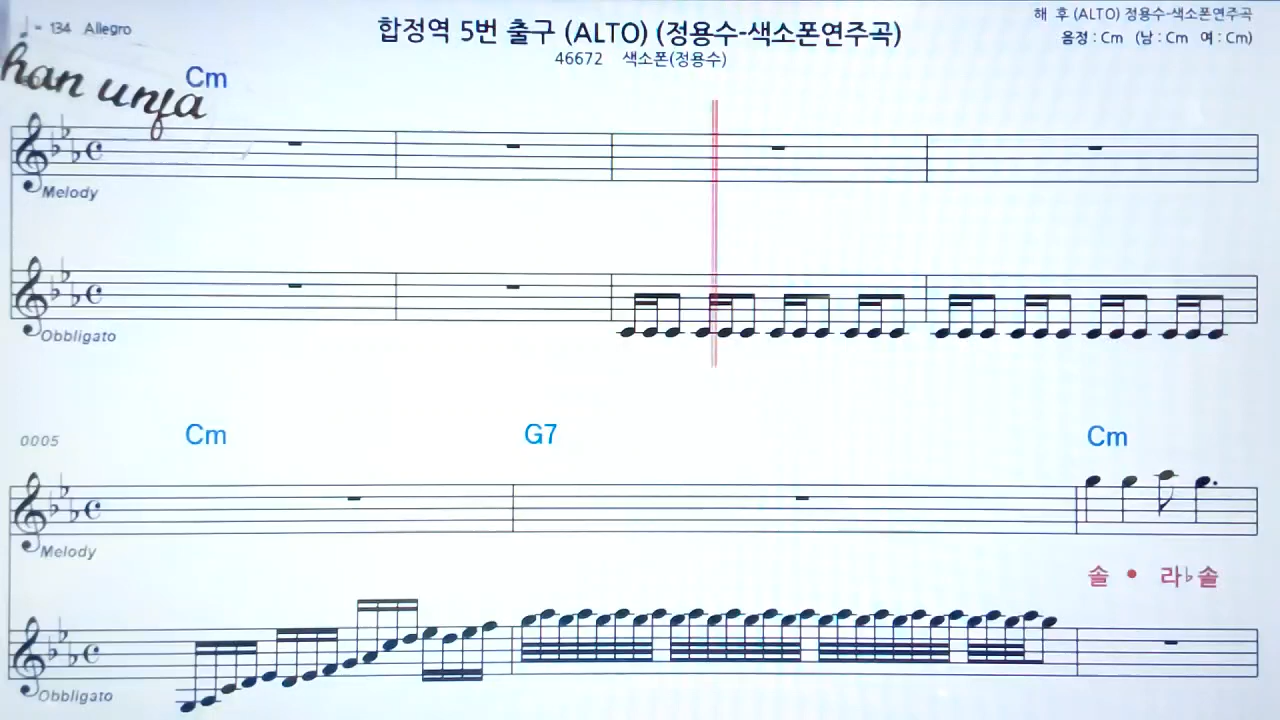 ♩= 134 Allegro
합정역 5번 출구 (ALTO) (정용수-색소폰연주곡)
해 후 (ALTO) 정용수-색소폰연주곡
46672 색소폰(정용수)
음정 : Cm (남 : Cm 여 : Cm)
han unfa
Cm
Melody
Obbligato
0005
Cm G7 Cm
Melody
솔 • 라♭솔
Obbligato